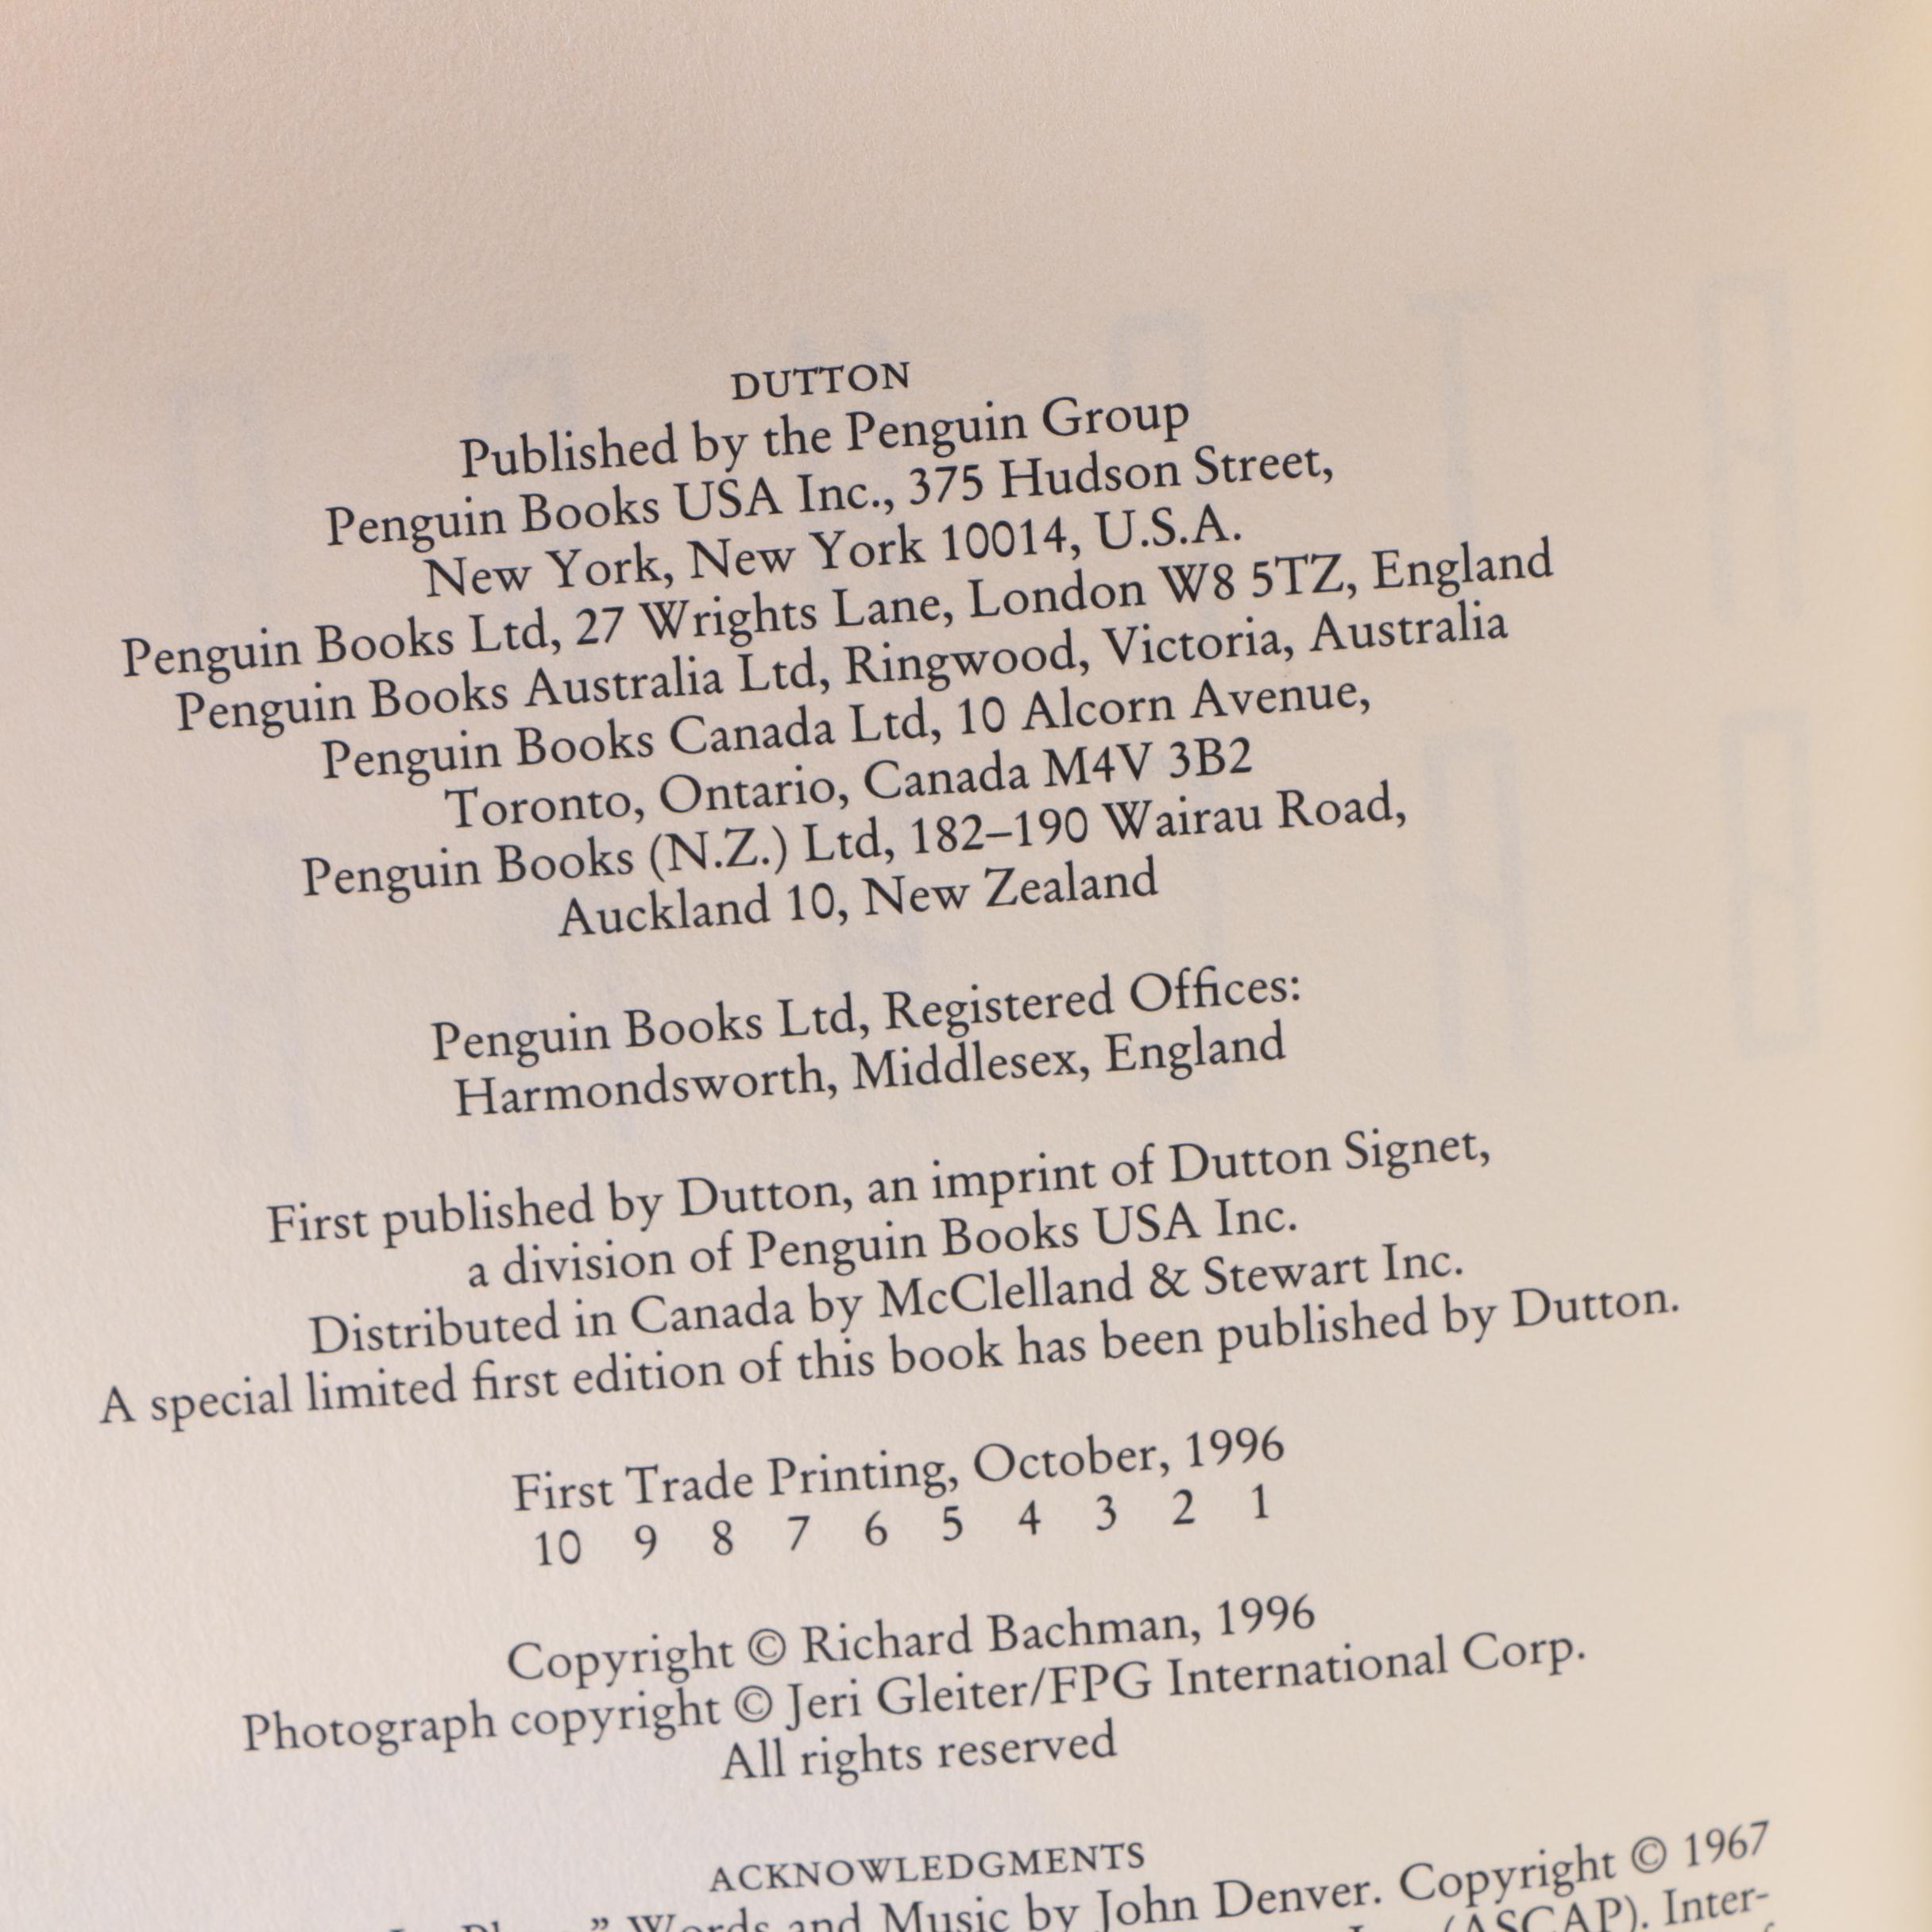 DUTTON
Published by the Penguin Group
Penguin Books USA Inc., 375 Hudson Street,
New York, New York 10014, U.S.A.
Penguin Books Ltd, 27 Wrights Lane, London W8 5TZ, England
Penguin Books Australia Ltd, Ringwood, Victoria, Australia
Penguin Books Canada Ltd, 10 Alcorn Avenue,
Toronto, Ontario, Canada M4V 3B2
Penguin Books (N.Z.) Ltd, 182–190 Wairau Road,
Auckland 10, New Zealand
Penguin Books Ltd, Registered Offices:
Harmondsworth, Middlesex, England
First published by Dutton, an imprint of Dutton Signet,
a division of Penguin Books USA Inc.
Distributed in Canada by McClelland & Stewart Inc.
A special limited first edition of this book has been published by Dutton.
First Trade Printing, October, 1996
10 9 8 7 6 5 4 3 2 1
Copyright © Richard Bachman, 1996
Photograph copyright © Jeri Gleiter/FPG International Corp.
All rights reserved
ACKNOWLEDGMENTS
Words and Music by John Denver. Copyright © 1967
(ASCAP). Inter-